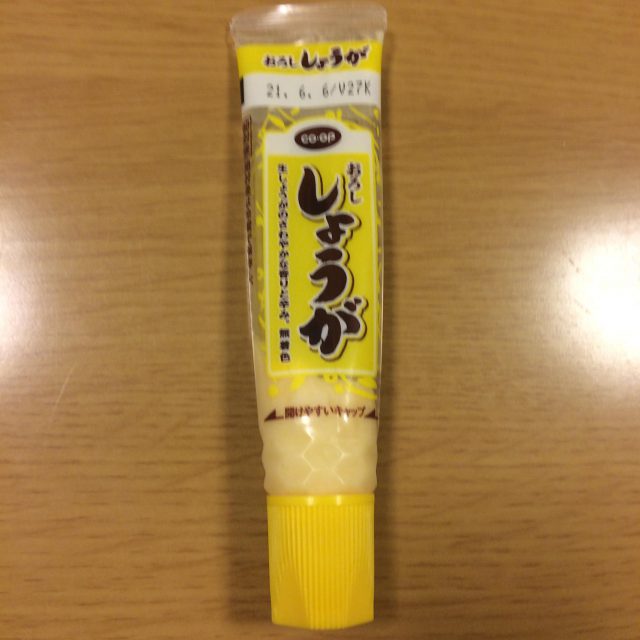 おろししょうが
21. 6. 6/V27K
co・op
おろし
しょうが
生しょうがのさわやかな香りと辛み。無着色
開けやすいキャップ